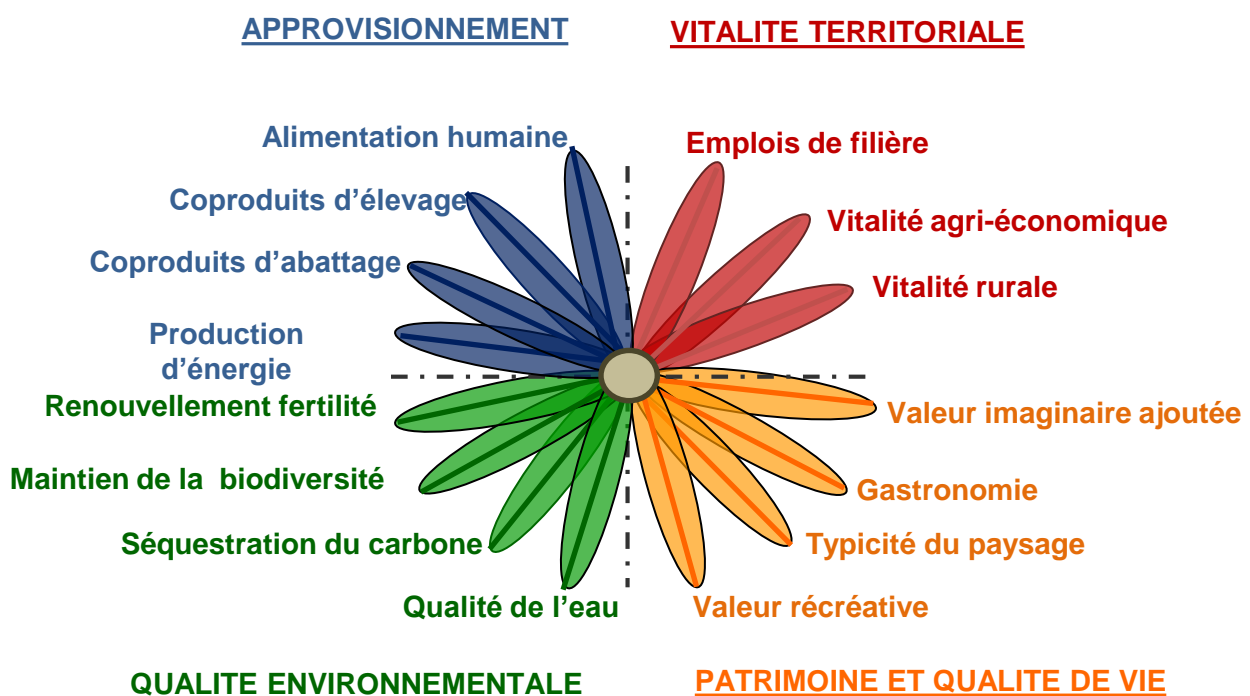 APPROVISIONNEMENT
VITALITE TERRITORIALE
Alimentation humaine
Coproduits d’élevage
Coproduits d’abattage
Production
d’énergie
Emplois de filière
Vitalité agri-économique
Vitalité rurale
Renouvellement fertilité
Maintien de la biodiversité
Séquestration du carbone
Qualité de l’eau
Valeur imaginaire ajoutée
Gastronomie
Typicité du paysage
Valeur récréative
QUALITE ENVIRONNEMENTALE
PATRIMOINE ET QUALITE DE VIE